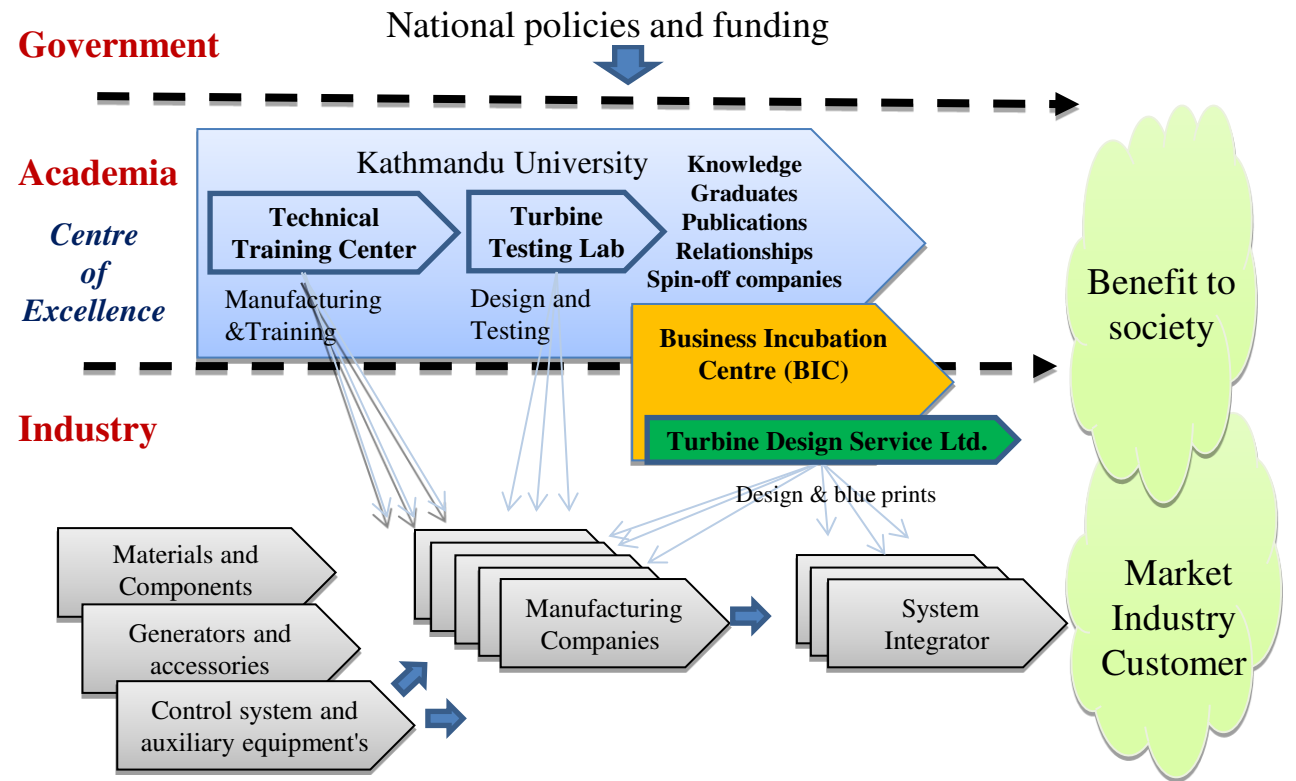 National policies and funding
Government
Academia
Centre
of
Excellence
Kathmandu University
Technical
Training Center
Turbine
Testing Lab
Knowledge
Graduates
Publications
Relationships
Spin-off companies
Manufacturing
&Training
Design and
Testing
Business Incubation
Centre (BIC)
Benefit to
society
Industry
Turbine Design Service Ltd.
Design & blue prints
Materials and
Components
Generators and
accessories
Control system and
auxiliary equipment's
Manufacturing
Companies
System
Integrator
Market
Industry
Customer